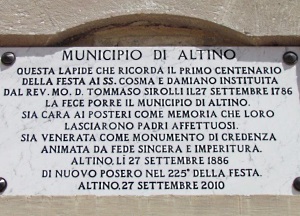 MUNICIPIO DI ALTINO
QUESTA LAPIDE CHE RICORDA IL PRIMO CENTENARIO
DELLA FESTA AI SS. COSMA E DAMIANO INSTITUITA
DAL REV. MO. D. TOMMASO SIROLLI IL 27 SETTEMBRE 1786
LA FECE PORRE IL MUNICIPIO DI ALTINO.
SIA CARA AI POSTERI COME MEMORIA CHE LORO
LASCIARONO PADRI AFFETTUOSI.
SIA VENERATA COME MONUMENTO DI CREDENZA
ANIMATA DA FEDE SINCERA E IMPERITURA.
ALTINO, LÌ 27 SETTEMBRE 1886
DI NUOVO POSERO NEL 225° DELLA FESTA.
ALTINO, 27 SETTEMBRE 2010